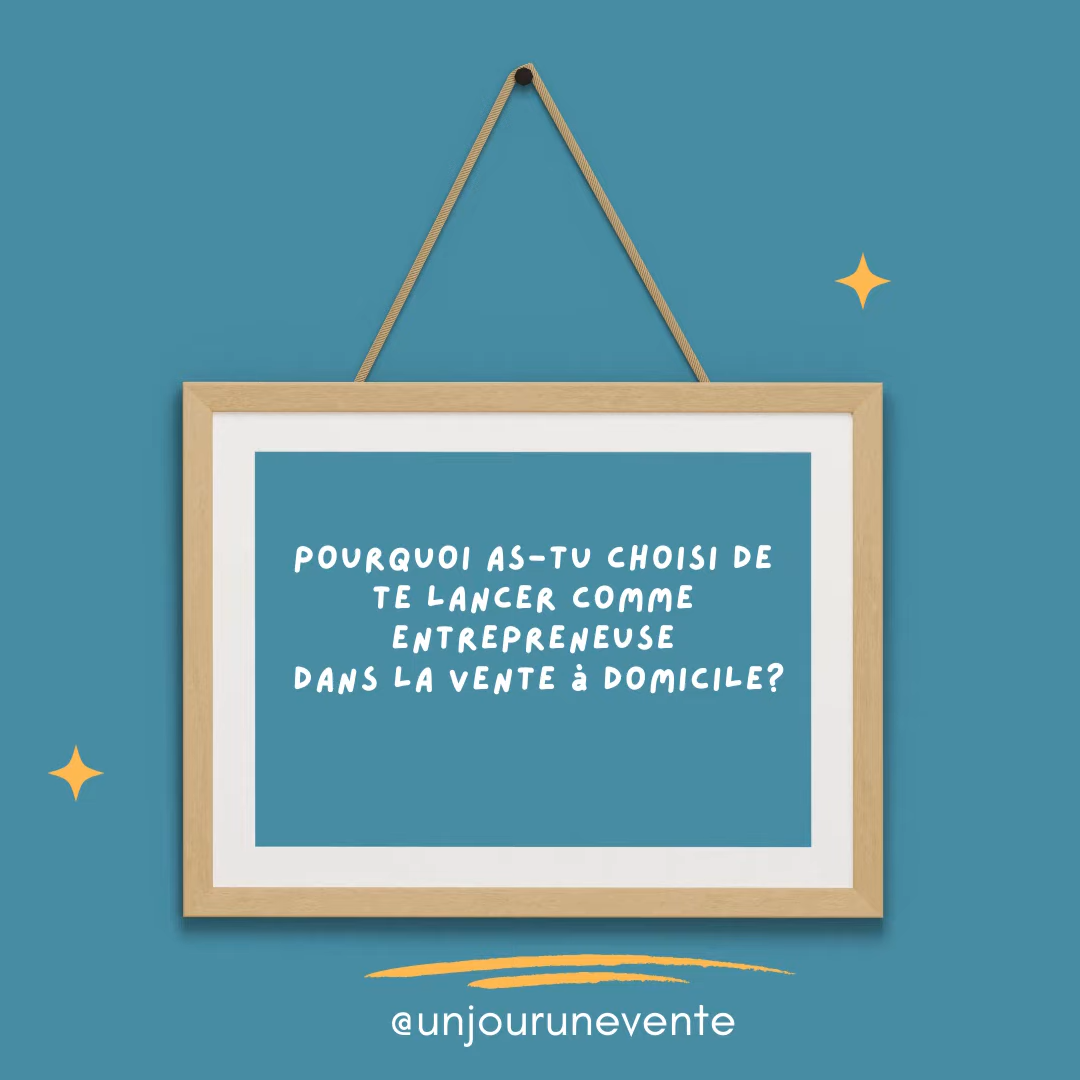 POURQUOI AS-TU CHOISI DE
TE LANCER COMME
ENTREPRENEUSE
DANS LA VENTE à DOMICILE?
@unjourunevente